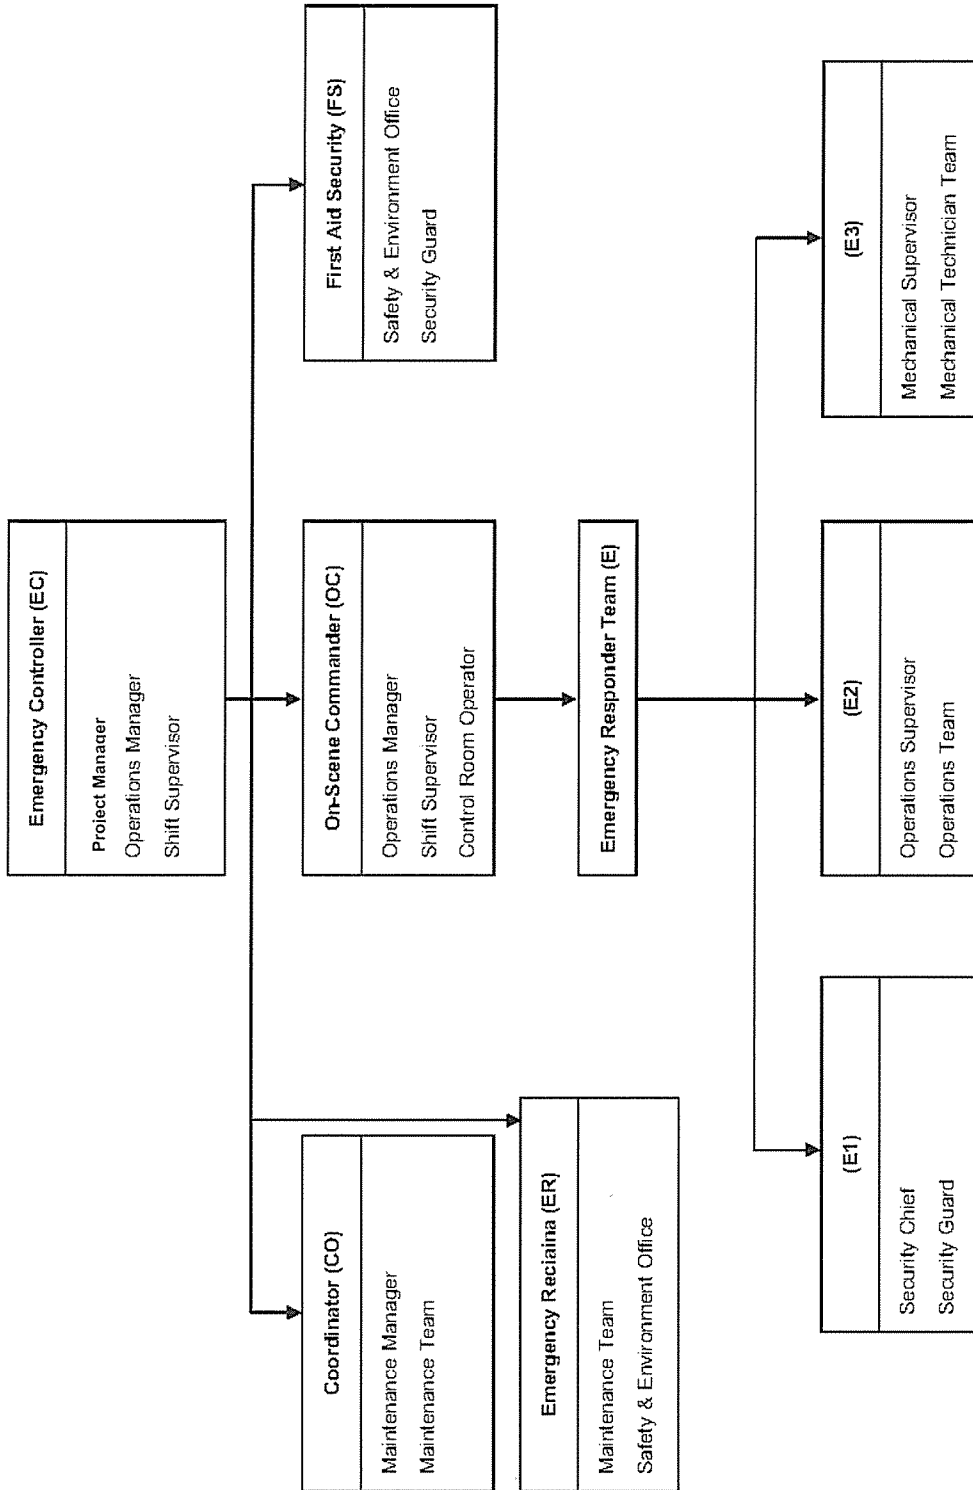 Emergency Controller (EC)
Proiect Manager
Operations Manager
Shift Supervisor
Coordinator (CO)
Maintenance Manager
Maintenance Team
On-Scene Commander (OC)
Operations Manager
Shift Supervisor
Control Room Operator
First Aid Security (FS)
Safety & Environment Office
Security Guard
Emergency Reciaina (ER)
Maintenance Team
Safety & Environment Office
Emergency Responder Team (E)
(E1)
Security Chief
Security Guard
(E2)
Operations Supervisor
Operations Team
(E3)
Mechanical Supervisor
Mechanical Technician Team